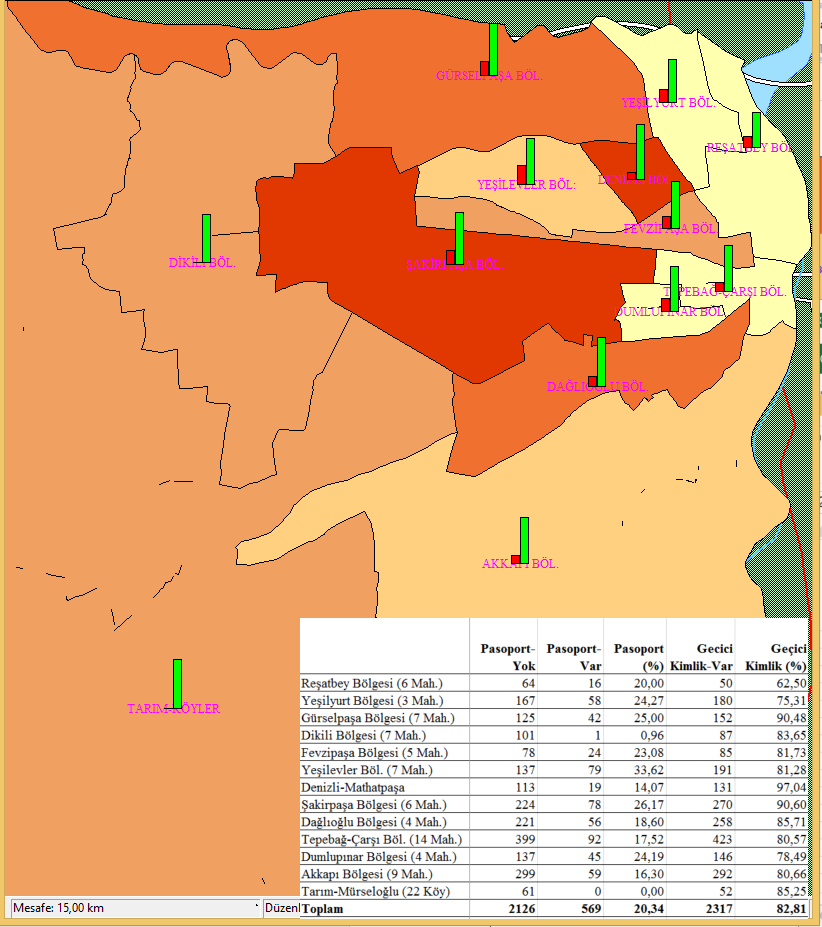 GÜRSELPAŞA BÖL.
YEŞİLYURT BÖL.
REŞATBEY BÖL
YEŞİLEVLER BÖL:
FEVZİPAŞA BÖL.
DİKİLİ BÖL.
ŞAKİRPAŞA BÖL.
TEPEBAĞ-ÇARŞI BÖL.
DUMLUPINAR BÖL.
DAĞLIOĞLU BÖL.
AKKAPI BÖL.
TARIM-KÖYLER
Pasoport-Yok Pasoport-Var Pasoport (%) Gecici Kimlik-Var Geçici Kimlik (%)
Reşatbey Bölgesi (6 Mah.) 64 16 20,00 50 62,50
Yeşilyurt Bölgesi (3 Mah.) 167 58 24,27 180 75,31
Gürselpaşa Bölgesi (7 Mah.) 125 42 25,00 152 90,48
Dikili Bölgesi (7 Mah.) 101 1 0,96 87 83,65
Fevzipaşa Bölgesi (5 Mah.) 78 24 23,08 85 81,73
Yeşilevler Böl. (7 Mah.) 137 79 33,62 191 81,28
Denizli-Mathatpaşa 113 19 14,07 131 97,04
Şakirpaşa Bölgesi (6 Mah.) 224 78 26,17 270 90,60
Dağlıoğlu Bölgesi (4 Mah.) 221 56 18,60 258 85,71
Tepebağ-Çarşı Böl. (14 Mah.) 399 92 17,52 423 80,57
Dumlupınar Bölgesi (4 Mah.) 137 45 24,19 146 78,49
Akkapı Bölgesi (9 Mah.) 299 59 16,30 292 80,66
Tarım-Mürseloğlu (22 Köy) 61 0 0,00 52 85,25
Toplam 2126 569 20,34 2317 82,81
Mesafe: 15,00 km
Düzenl